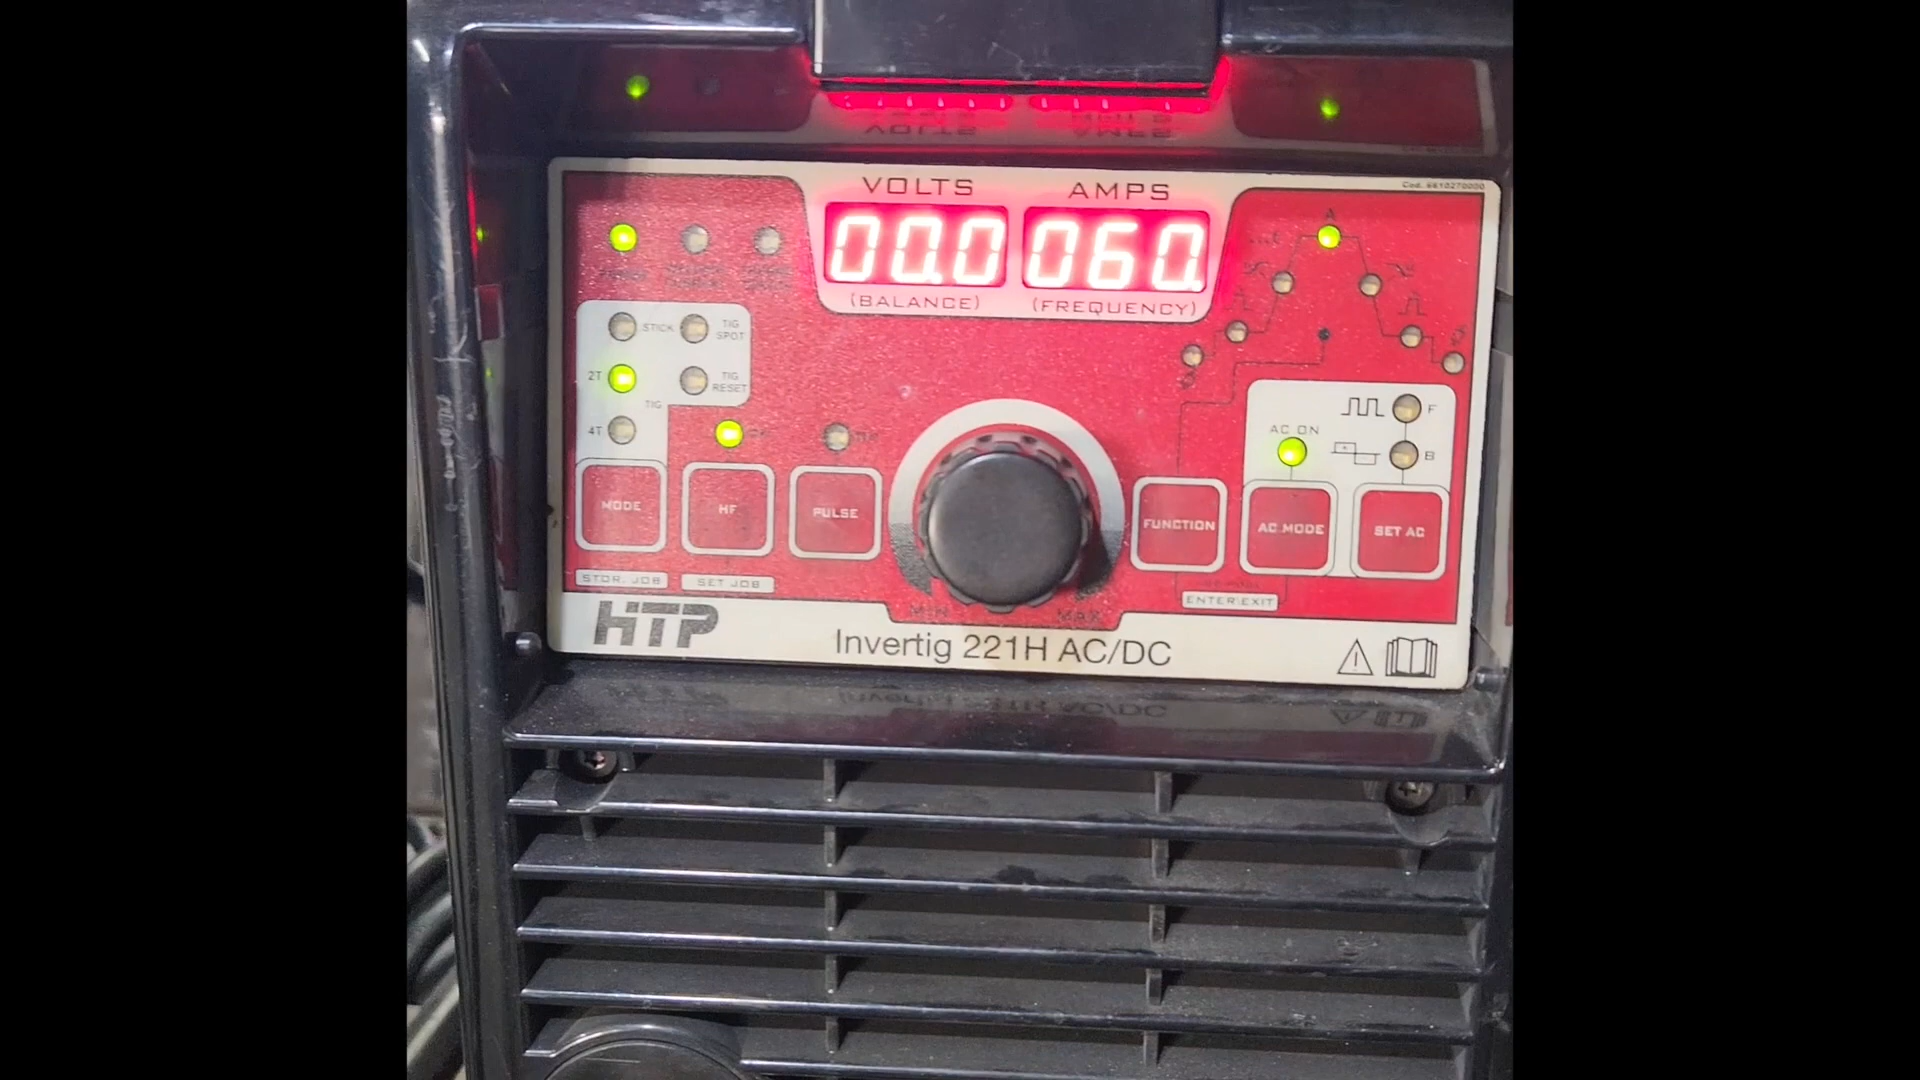 VOLTS AMPS
Cod. 6610270000
00.0 060.
A
(BALANCE) (FREQUENCY)
STICK
TIG SPOT
2T
TIG RESET
TIG
4T
F
AC ON
B
MODE
HF
PULSE
FUNCTION
AC MODE
SET AC
STOR. JOB
SET JOB
ENTER EXIT
MIN
MAX
HTP
Invertig 221H AC/DC